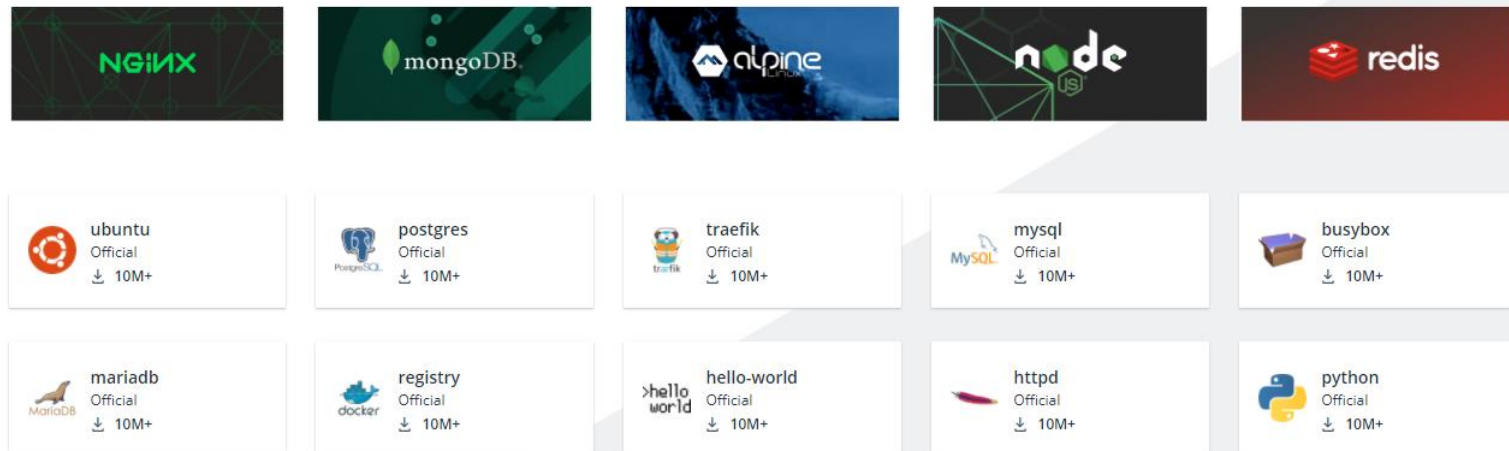 NGINX
mongoDB®
alpine
Linux
node
JS
redis
ubuntu
Official
10M+
PostgreSQL
postgres
Official
10M+
træfik
traefik
Official
10M+
MySQL
mysql
Official
10M+
busybox
Official
10M+
MariaDB
mariadb
Official
10M+
docker
registry
Official
10M+
>hello
world
hello-world
Official
10M+
httpd
Official
10M+
python
Official
10M+